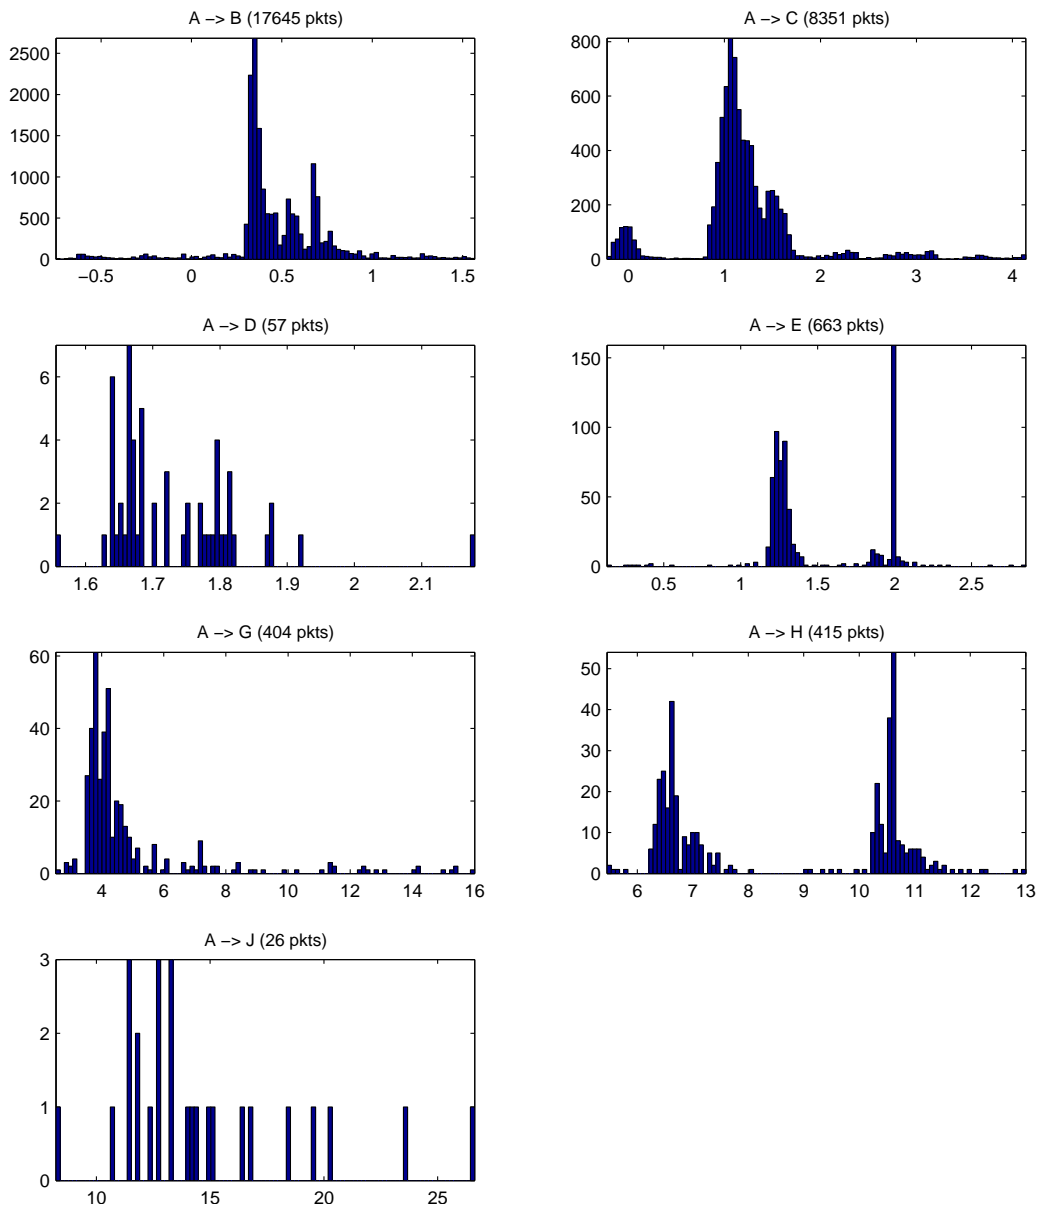 A −> B (17645 pkts)
2500
2000
1500
1000
500
0
−0.5 0 0.5 1 1.5
A −> C (8351 pkts)
800
600
400
200
0
0 1 2 3 4
A −> D (57 pkts)
6
4
2
0
1.6 1.7 1.8 1.9 2 2.1
A −> E (663 pkts)
150
100
50
0
0.5 1 1.5 2 2.5
A −> G (404 pkts)
60
40
20
0
4 6 8 10 12 14 16
A −> H (415 pkts)
50
40
30
20
10
0
6 7 8 9 10 11 12 13
A −> J (26 pkts)
3
2
1
0
10 15 20 25